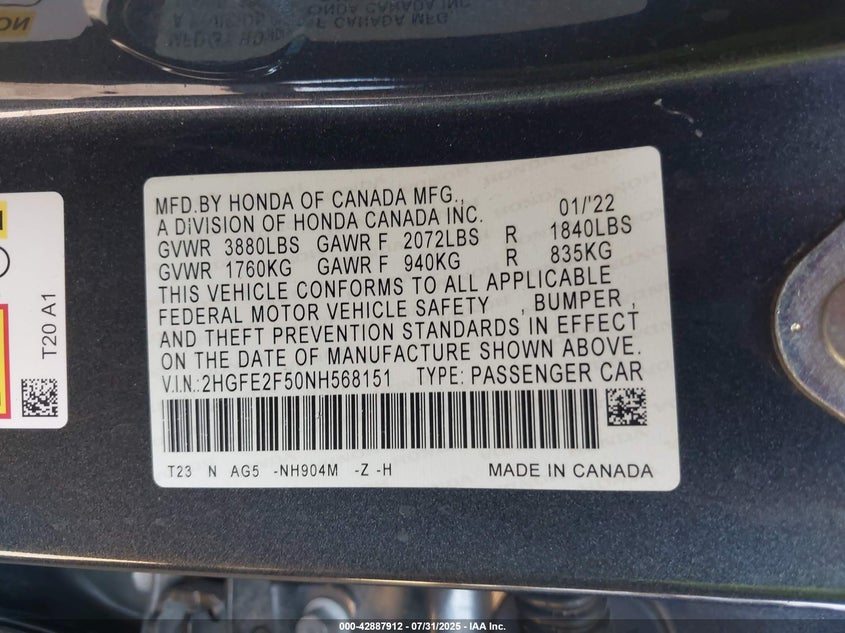 MFD.BY HONDA OF CANADA MFG., 01/'22
A DIVISION OF HONDA CANADA INC.
GVWR 3880LBS GAWR F 2072LBS R 1840LBS
GVWR 1760KG GAWR F 940KG R 835KG
THIS VEHICLE CONFORMS TO ALL APPLICABLE
FEDERAL MOTOR VEHICLE SAFETY , BUMPER ,
AND THEFT PREVENTION STANDARDS IN EFFECT
ON THE DATE OF MANUFACTURE SHOWN ABOVE.
V.I.N.:2HGFE2F50NH568151 TYPE: PASSENGER CAR
T23 N AG5 -NH904M -Z -H MADE IN CANADA
T20 A1
000-42887912 - 07/31/2025 - IAA Inc.